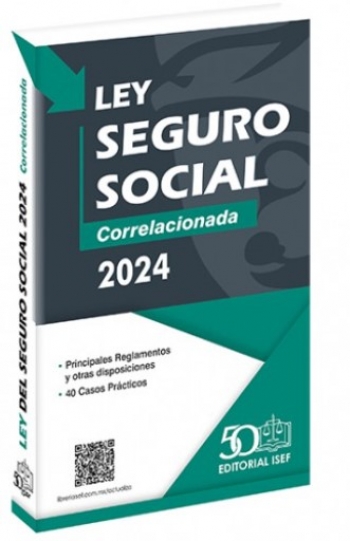 LEY
SEGURO
SOCIAL
Correlacionada
2024
• Principales Reglamentos
y otras disposiciones
• 40 Casos Prácticos
50
EDITORIAL ISEF
LEY DEL SEGURO SOCIAL 2024 Correlacionada